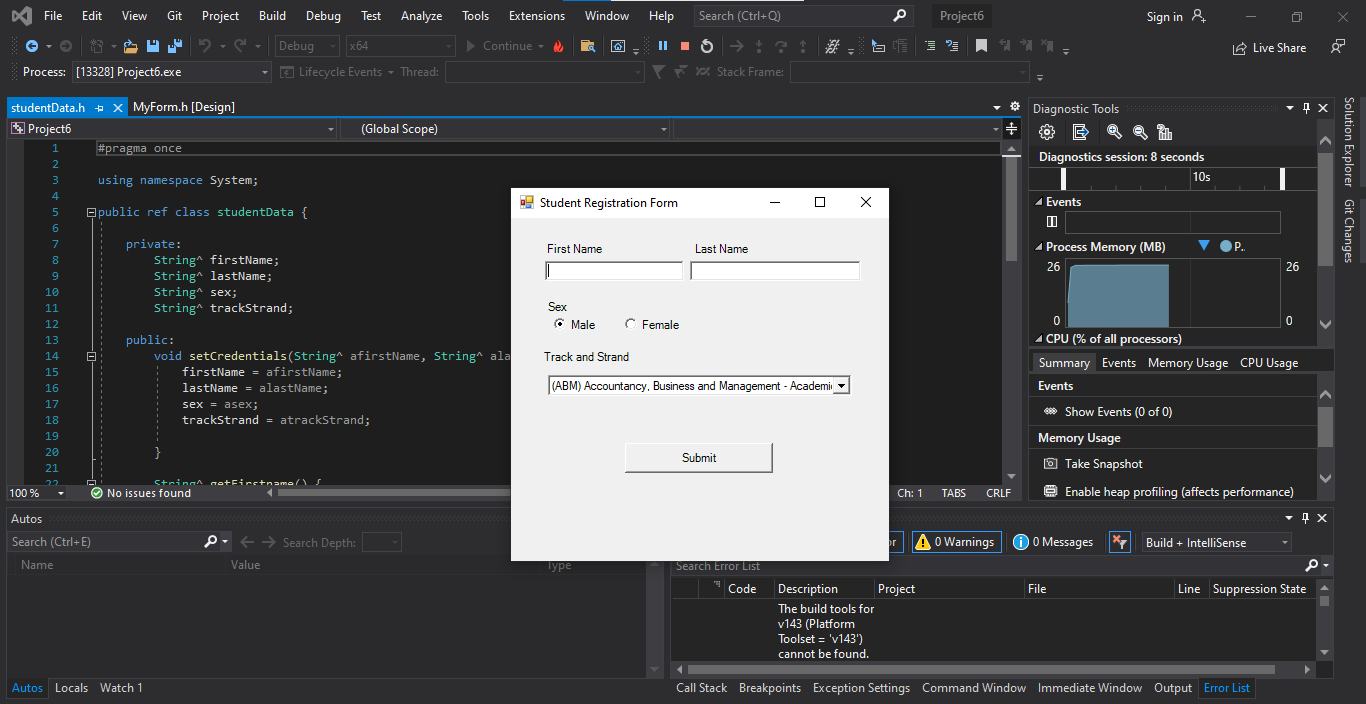 File Edit View Git Project Build Debug Test Analyze Tools Extensions Window Help Search (Ctrl+Q) Project6 Sign in
Debug x64 Continue Live Share
Process: [13328] Project6.exe Lifecycle Events Thread: Stack Frame:
studentData.h MyForm.h [Design]
Project6 (Global Scope)
1 #pragma once
2
3 using namespace System;
4
5 public ref class studentData {
6
7 private:
8 String^ firstName;
9 String^ lastName;
10 String^ sex;
11 String^ trackStrand;
12
13 public:
14 void setCredentials(String^ afirstName, String^ ala
15 firstName = afirstName;
16 lastName = alastName;
17 sex = asex;
18 trackStrand = atrackStrand;
19
20 }
21
22 String^ getFirstname() {
100 % No issues found Ch: 1 TABS CRLF
Student Registration Form
First Name Last Name
Sex
Male Female
Track and Strand
(ABM) Accountancy, Business and Management - Academi
Submit
Diagnostic Tools
Diagnostics session: 8 seconds
10s
Events
Process Memory (MB) P..
26 26
0 0
CPU (% of all processors)
Summary Events Memory Usage CPU Usage
Events
Show Events (0 of 0)
Memory Usage
Take Snapshot
Enable heap profiling (affects performance)
Solution Explorer
Git Changes
Autos
Search (Ctrl+E) Search Depth:
Name Value Type
or 0 Warnings 0 Messages Build + IntelliSense
Search Error List
Code Description Project File Line Suppression State
The build tools for
v143 (Platform
Toolset = 'v143')
cannot be found.
Autos Locals Watch 1
Call Stack Breakpoints Exception Settings Command Window Immediate Window Output Error List